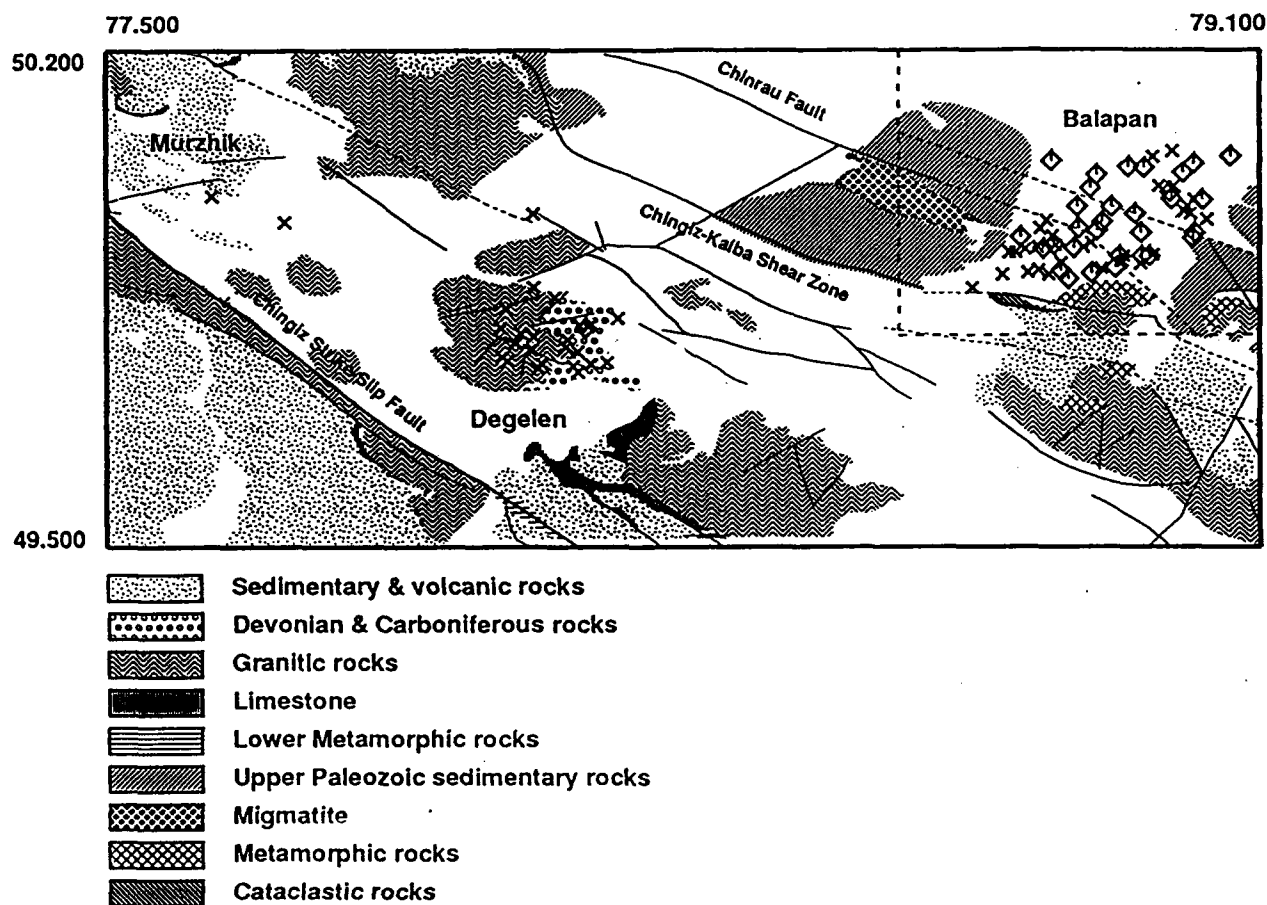 77.500
79.100
50.200
Chinrau Fault
Balapan
Murzhik
Chingiz-Kalba Shear Zone
Chingiz Strike Slip Fault
Degelen
49.500
Sedimentary & volcanic rocks
Devonian & Carboniferous rocks
Granitic rocks
Limestone
Lower Metamorphic rocks
Upper Paleozoic sedimentary rocks
Migmatite
Metamorphic rocks
Cataclastic rocks